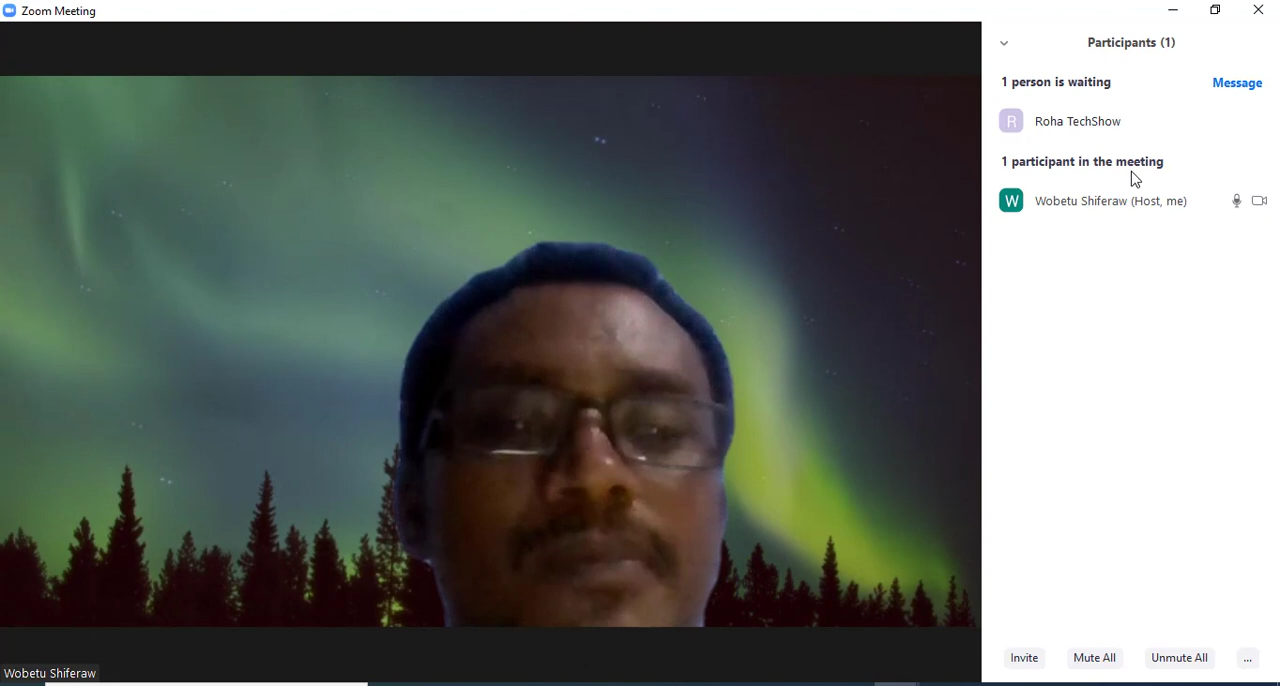 Zoom Meeting
Participants (1)
1 person is waiting
Message
R
Roha TechShow
1 participant in the meeting
W
Wobetu Shiferaw (Host, me)
Invite
Mute All
Unmute All
...
Wobetu Shiferaw